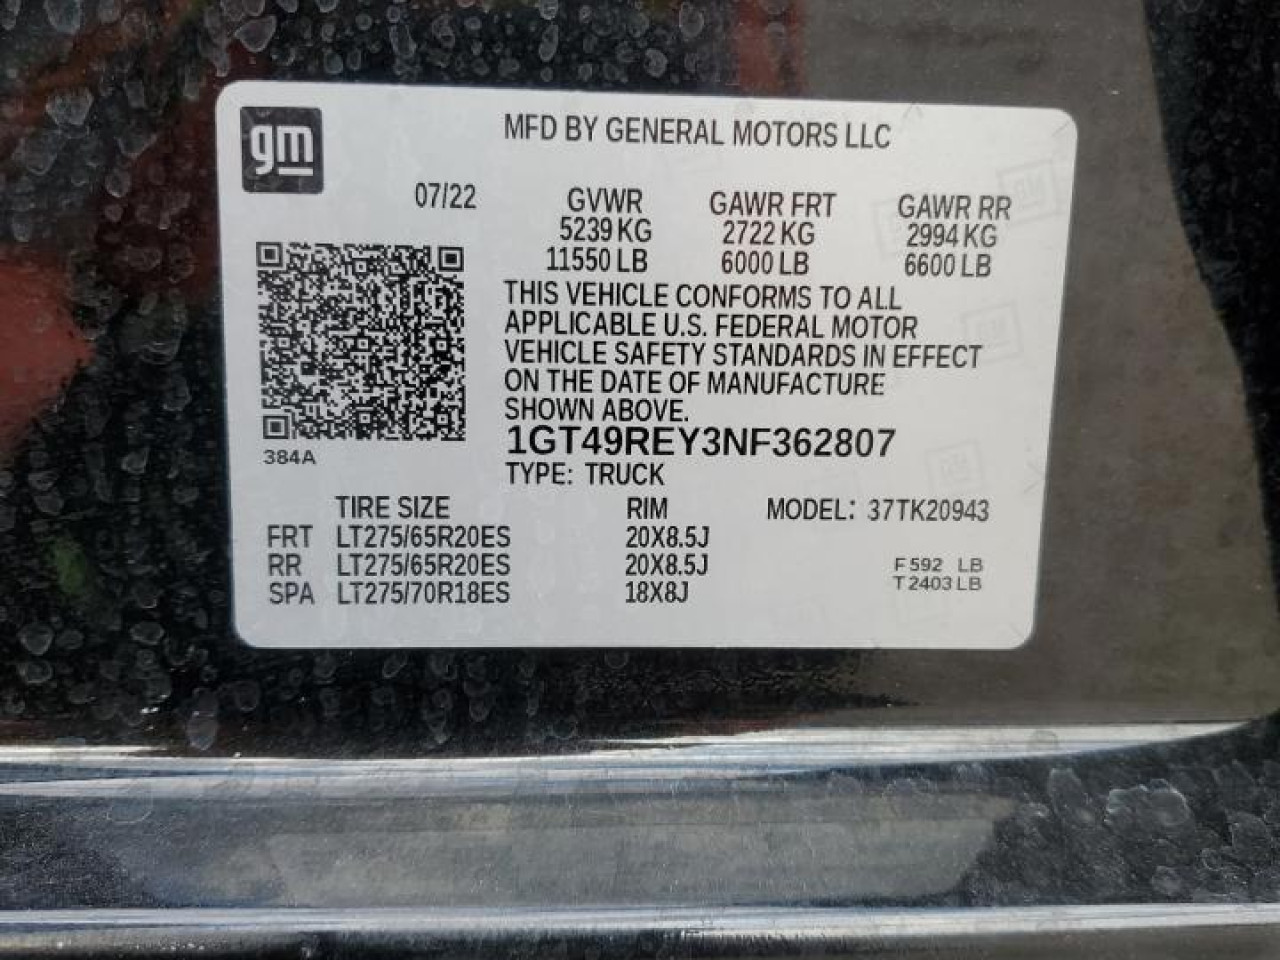 gm
MFD BY GENERAL MOTORS LLC
07/22
GVWR GAWR FRT GAWR RR
5239 KG 2722 KG 2994 KG
11550 LB 6000 LB 6600 LB
THIS VEHICLE CONFORMS TO ALL
APPLICABLE U.S. FEDERAL MOTOR
VEHICLE SAFETY STANDARDS IN EFFECT
ON THE DATE OF MANUFACTURE
SHOWN ABOVE.
384A
1GT49REY3NF362807
TYPE: TRUCK
TIRE SIZE RIM MODEL: 37TK20943
FRT LT275/65R20ES 20X8.5J
RR LT275/65R20ES 20X8.5J
SPA LT275/70R18ES 18X8J
F 592 LB
T 2403 LB